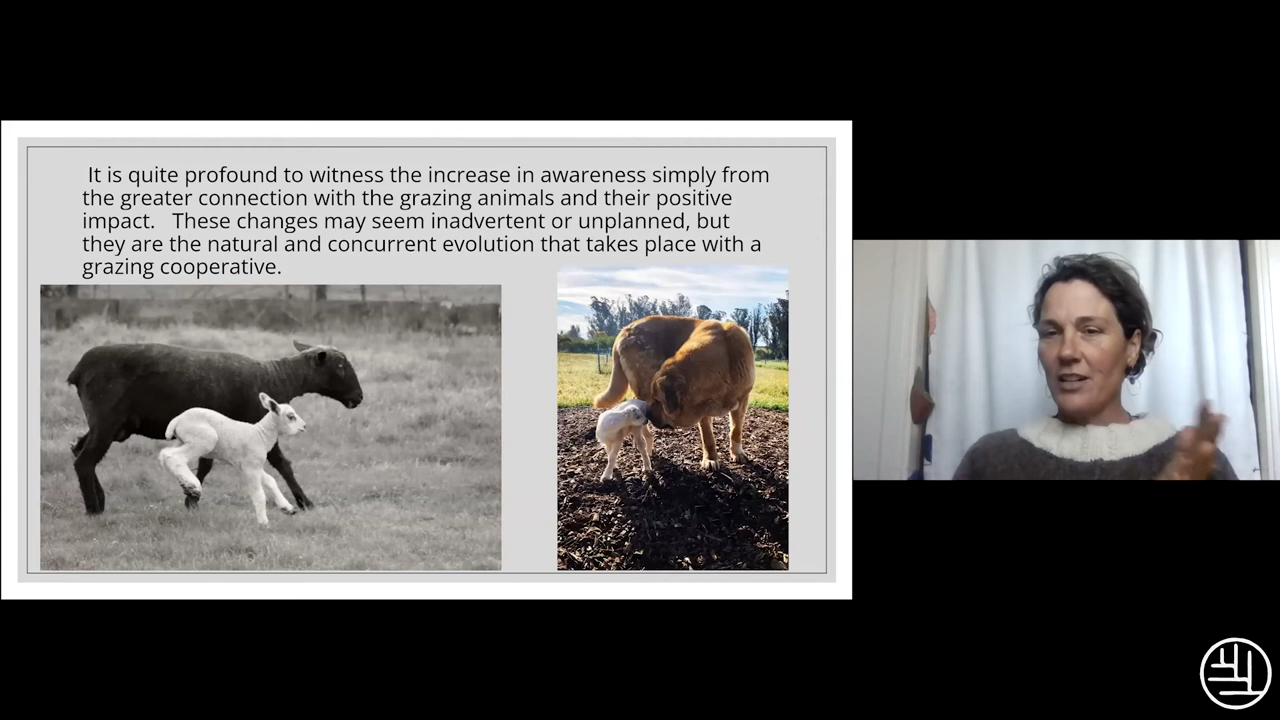 It is quite profound to witness the increase in awareness simply from
the greater connection with the grazing animals and their positive
impact.   These changes may seem inadvertent or unplanned, but
they are the natural and concurrent evolution that takes place with a
grazing cooperative.